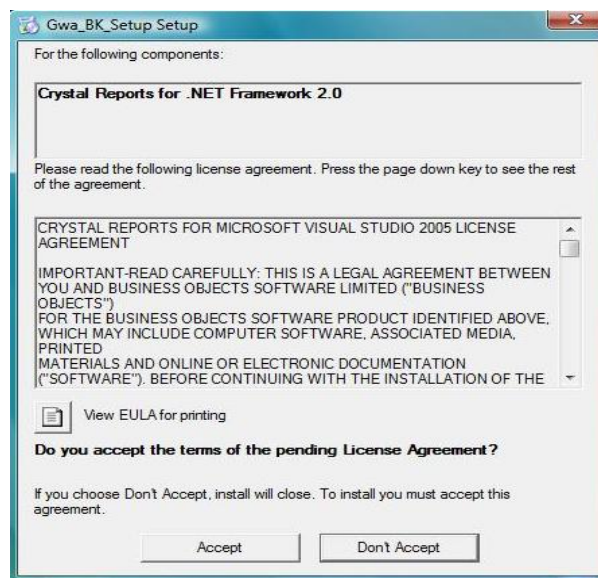 Gwa_BK_Setup Setup
For the following components:
Crystal Reports for .NET Framework 2.0
Please read the following license agreement. Press the page down key to see the rest
of the agreement.
CRYSTAL REPORTS FOR MICROSOFT VISUAL STUDIO 2005 LICENSE
AGREEMENT
IMPORTANT-READ CAREFULLY: THIS IS A LEGAL AGREEMENT BETWEEN
YOU AND BUSINESS OBJECTS SOFTWARE LIMITED ("BUSINESS
OBJECTS")
FOR THE BUSINESS OBJECTS SOFTWARE PRODUCT IDENTIFIED ABOVE,
WHICH MAY INCLUDE COMPUTER SOFTWARE, ASSOCIATED MEDIA,
PRINTED
MATERIALS AND ONLINE OR ELECTRONIC DOCUMENTATION
("SOFTWARE"). BEFORE CONTINUING WITH THE INSTALLATION OF THE
View EULA for printing
Do you accept the terms of the pending License Agreement?
If you choose Don't Accept, install will close. To install you must accept this
agreement.
Accept
Don't Accept